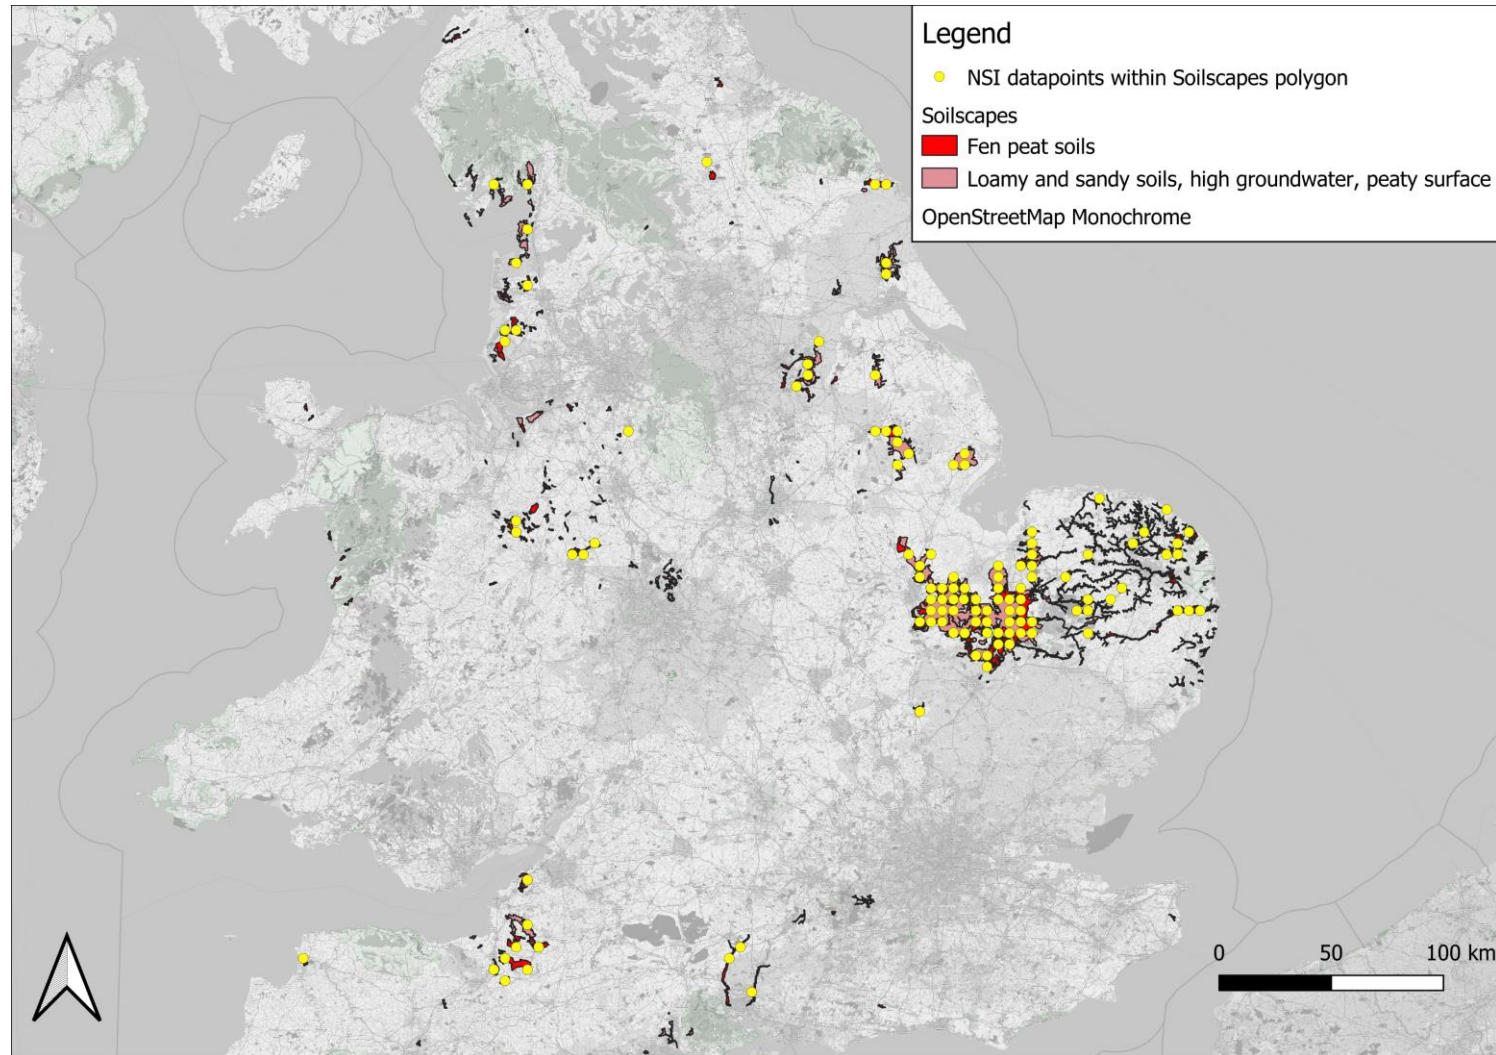 Legend
NSI datapoints within Soilscapes polygon
Soilscapes
Fen peat soils
Loamy and sandy soils, high groundwater, peaty surface
OpenStreetMap Monochrome
0 50 100 km